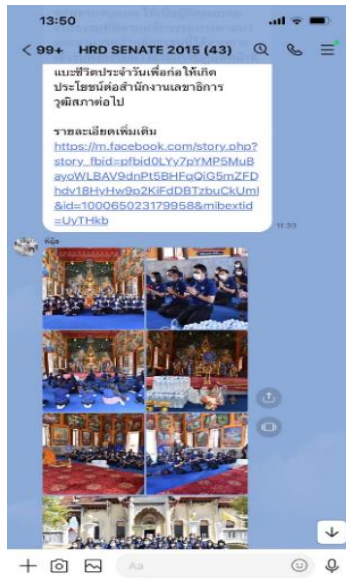 13:50
99+ HRD SENATE 2015 (43)
และชีวิตประจำวันเพื่อก่อให้เกิด
ประโยชน์ต่อสำนักงานเลขาธิการ
วุฒิสภาต่อไป
รายละเอียดเพิ่มเติม
https://m.facebook.com/story.php?
story_fbid=pfbid0LYy7pYMP5MuB
ayoWLBAV9dnPt5BHFqQiG5mZFD
hdv18HyHw9p2KiFdDBTzbuCkUml
&id=100065023179958&mibextid
=UyTHkb
Aa